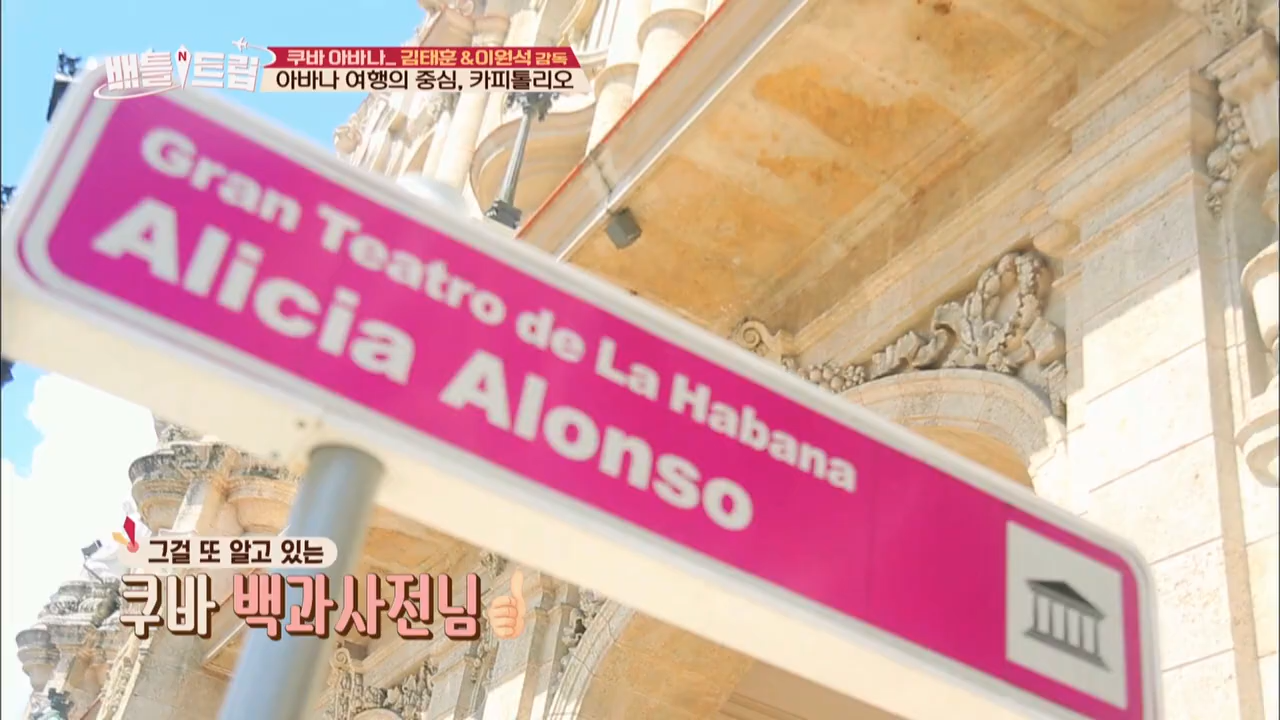 배틀트립
쿠바 아바나_ 김태훈&이원석 감독
아바나 여행의 중심, 카피톨리오
Gran Teatro de La Habana
Alicia Alonso
그걸 또 알고 있는
쿠바 백과사전님